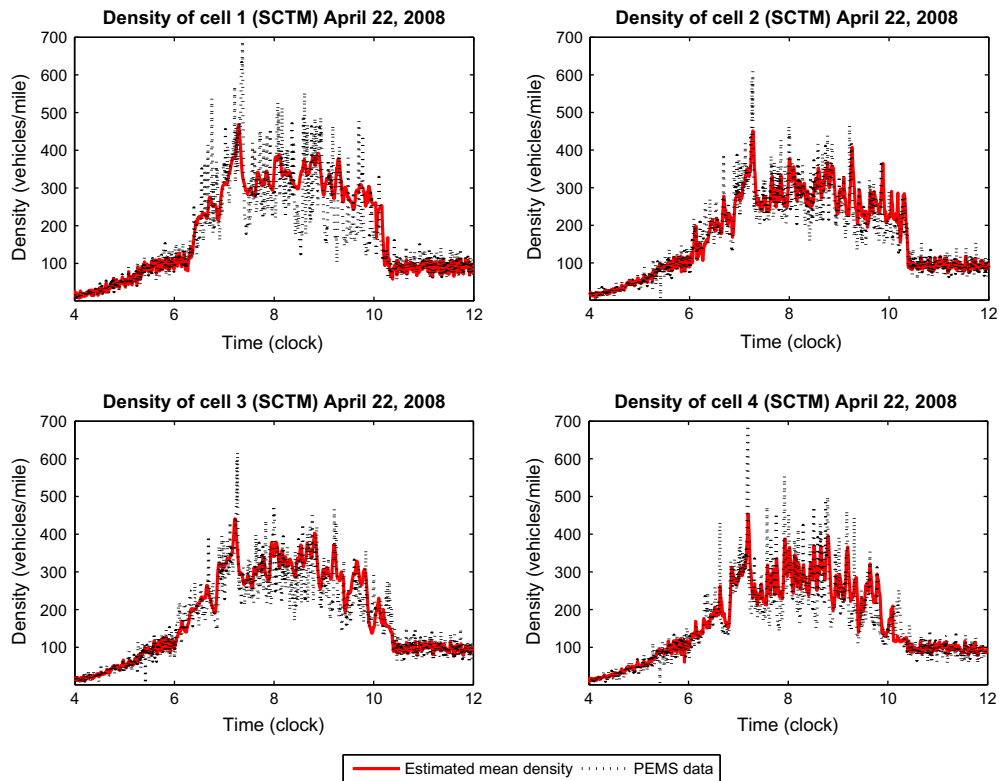 Density of cell 1 (SCTM) April 22, 2008
700
600
500
400
300
200
100
Density (vehicles/mile)
4 6 8 10 12
Time (clock)
Density of cell 2 (SCTM) April 22, 2008
700
600
500
400
300
200
100
0
Density (vehicles/mile)
4 6 8 10 12
Time (clock)
Density of cell 3 (SCTM) April 22, 2008
700
600
500
400
300
200
100
Density (vehicles/mile)
4 6 8 10 12
Time (clock)
Density of cell 4 (SCTM) April 22, 2008
700
600
500
400
300
200
100
Density (vehicles/mile)
4 6 8 10 12
Time (clock)
Estimated mean density PEMS data